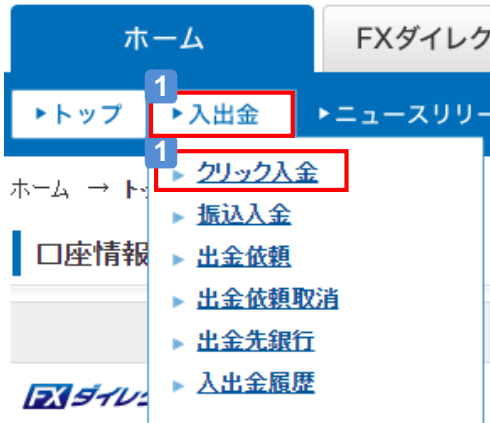 ホーム
FXダイレク
1
▶トップ
▶入出金
▶ニュースリリー
1
ホーム → ト
▶ クリック入金
▶ 振込入金
口座情報
▶ 出金依頼
▶ 出金依頼取消
▶ 出金先銀行
▶ 入出金履歴
FXダイレク